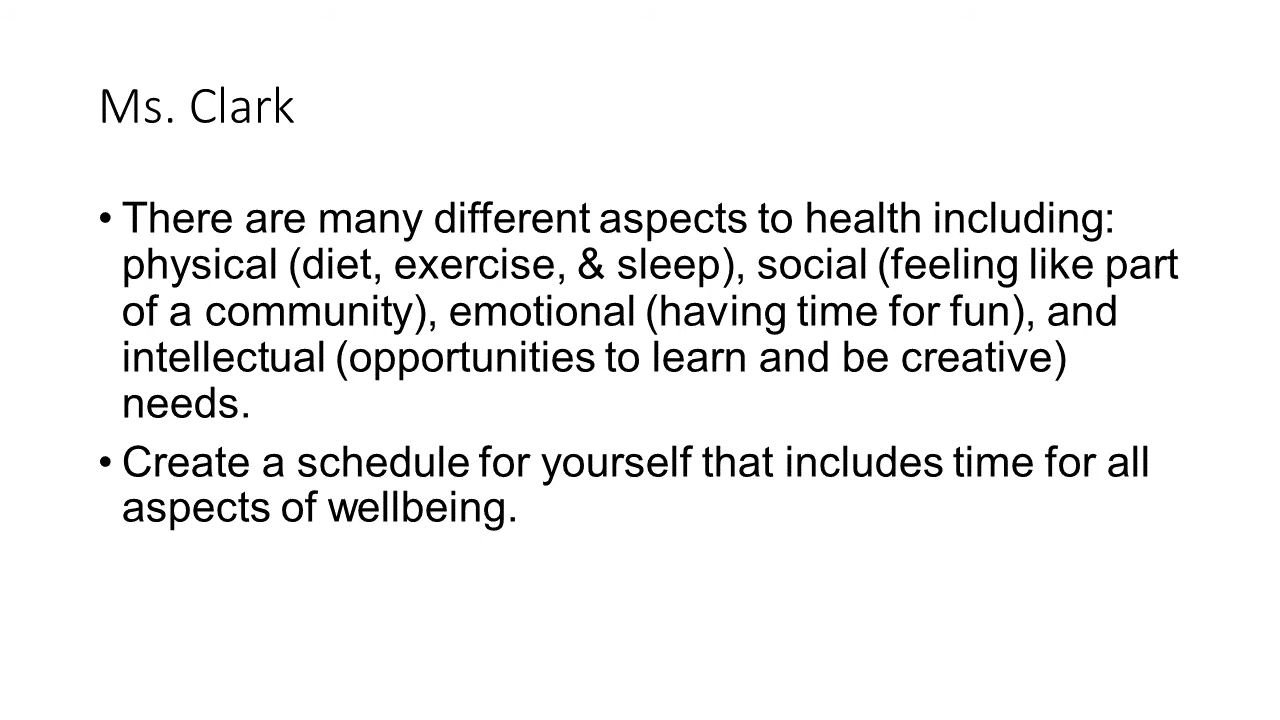 Ms. Clark
• There are many different aspects to health including:
physical (diet, exercise, & sleep), social (feeling like part
of a community), emotional (having time for fun), and
intellectual (opportunities to learn and be creative)
needs.
• Create a schedule for yourself that includes time for all
aspects of wellbeing.